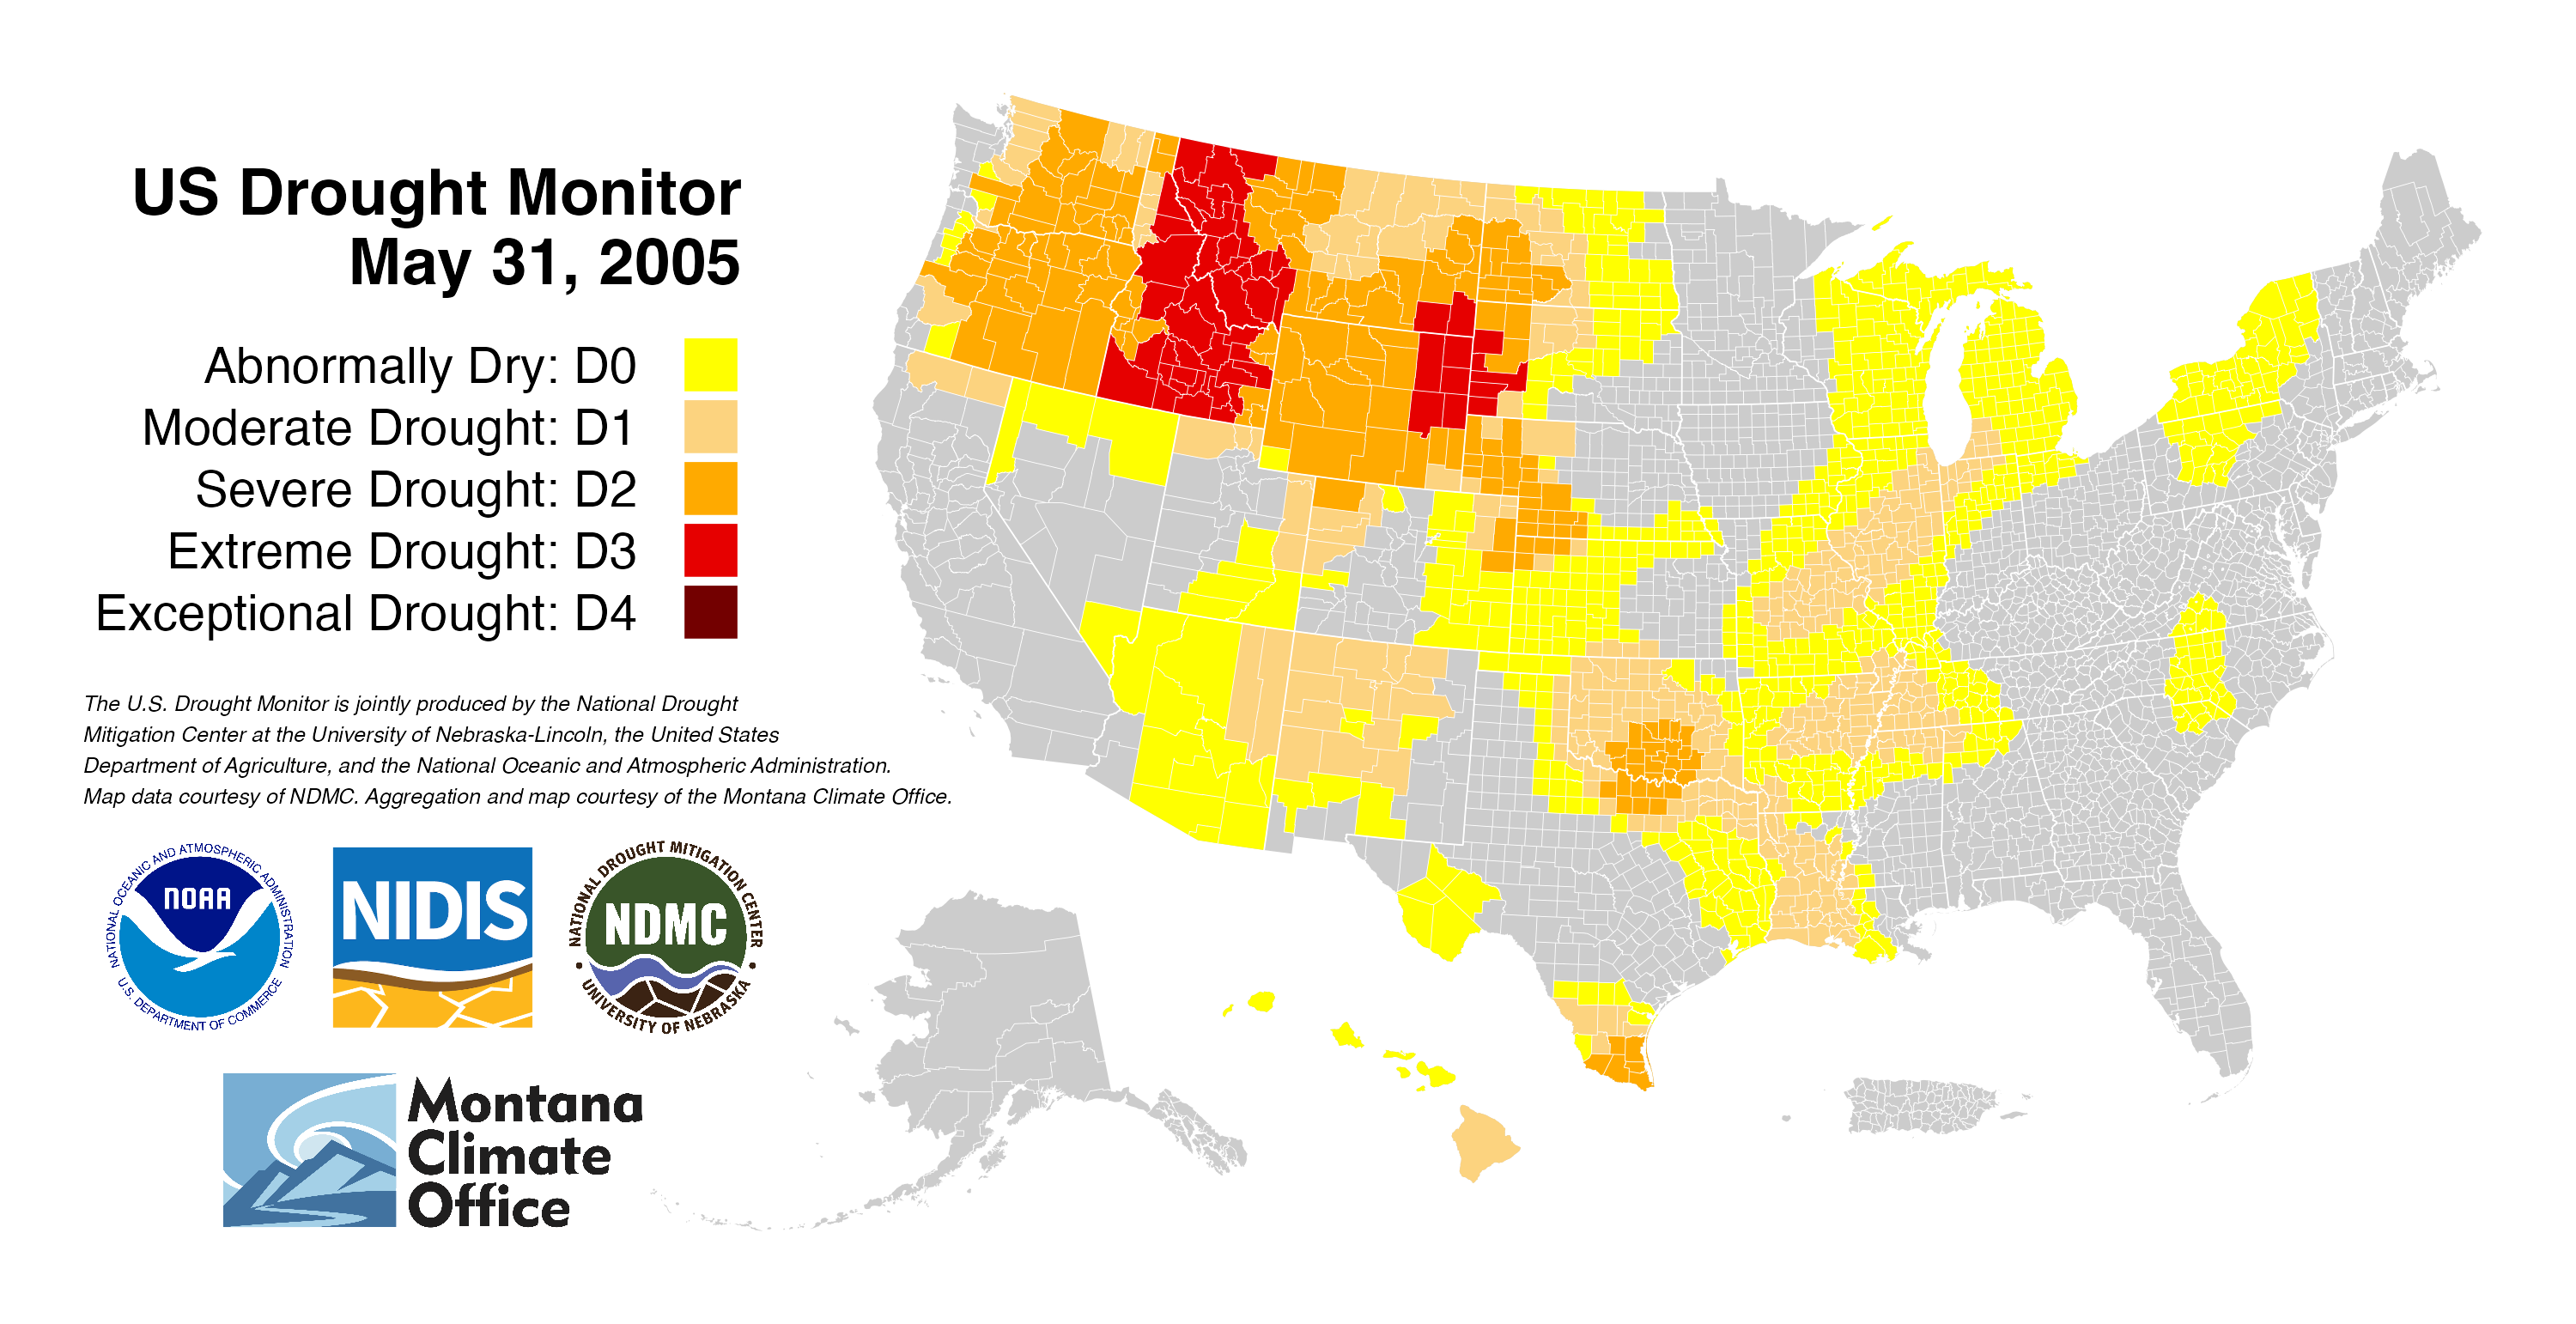 US Drought Monitor
May 31, 2005
Abnormally Dry: D0
Moderate Drought: D1
Severe Drought: D2
Extreme Drought: D3
Exceptional Drought: D4
The U.S. Drought Monitor is jointly produced by the National Drought
Mitigation Center at the University of Nebraska-Lincoln, the United States
Department of Agriculture, and the National Oceanic and Atmospheric Administration.
Map data courtesy of NDMC. Aggregation and map courtesy of the Montana Climate Office.
NATIONAL OCEANIC AND ATMOSPHERIC ADMINISTRATION
NOAA
U.S. DEPARTMENT OF COMMERCE
NIDIS
NATIONAL DROUGHT MITIGATION CENTER
NDMC
UNIVERSITY OF NEBRASKA
Montana
Climate
Office